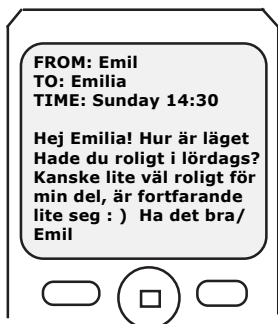 FROM: Emil
TO: Emilia
TIME: Sunday 14:30
Hej Emilia! Hur är läget
Hade du roligt i lördags?
Kanske lite väl roligt för
min del, är fortfarande
lite seg : ) Ha det bra/
Emil